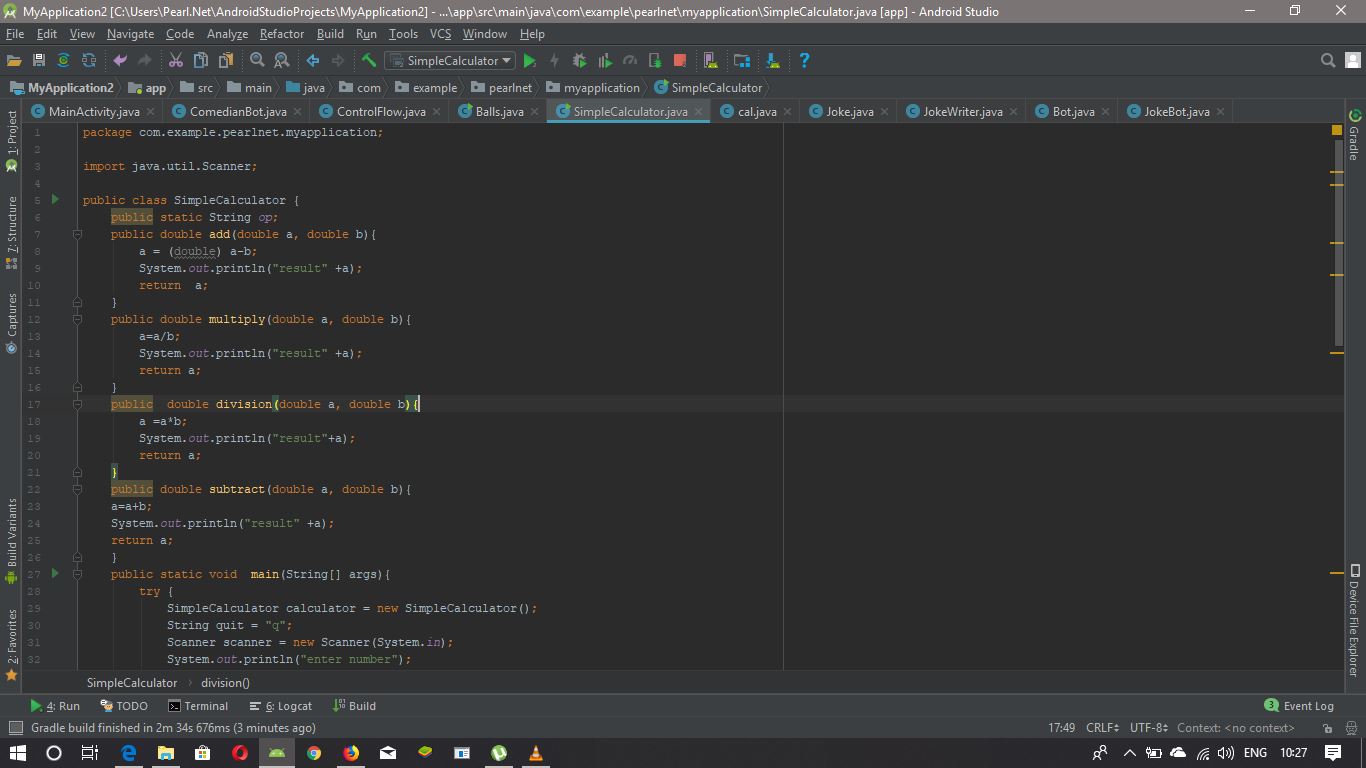 MyApplication2 [C:\Users\Pearl.Net\AndroidStudioProjects\MyApplication2] - ...\app\src\main\java\com\example\pearlnet\myapplication\SimpleCalculator.java [app] - Android Studio
File Edit View Navigate Code Analyze Refactor Build Run Tools VCS Window Help
SimpleCalculator
MyApplication2 app src main java com example pearlnet myapplication SimpleCalculator
MainActivity.java ComedianBot.java ControlFlow.java Balls.java SimpleCalculator.java cal.java Joke.java JokeWriter.java Bot.java JokeBot.java
1: Project
Z: Structure
Captures
Build Variants
2: Favorites
1 package com.example.pearlnet.myapplication;
2
3 import java.util.Scanner;
4
5 public class SimpleCalculator {
6 public static String op;
7 public double add(double a, double b){
8 a = (double) a-b;
9 System.out.println("result" +a);
10 return  a;
11 }
12 public double multiply(double a, double b){
13 a=a/b;
14 System.out.println("result" +a);
15 return a;
16 }
17 public  double division(double a, double b){
18 a =a*b;
19 System.out.println("result"+a);
20 return a;
21 }
22 public double subtract(double a, double b){
23 a=a+b;
24 System.out.println("result" +a);
25 return a;
26 }
27 public static void  main(String[] args){
28 try {
29 SimpleCalculator calculator = new SimpleCalculator();
30 String quit = "q";
31 Scanner scanner = new Scanner(System.in);
32 System.out.println("enter number");
Gradle
Device File Explorer
SimpleCalculator › division()
4: Run TODO Terminal 6: Logcat Build 3 Event Log
Gradle build finished in 2m 34s 676ms (3 minutes ago) 17:49 CRLF UTF-8 Context: <no context>
ENG 10:27